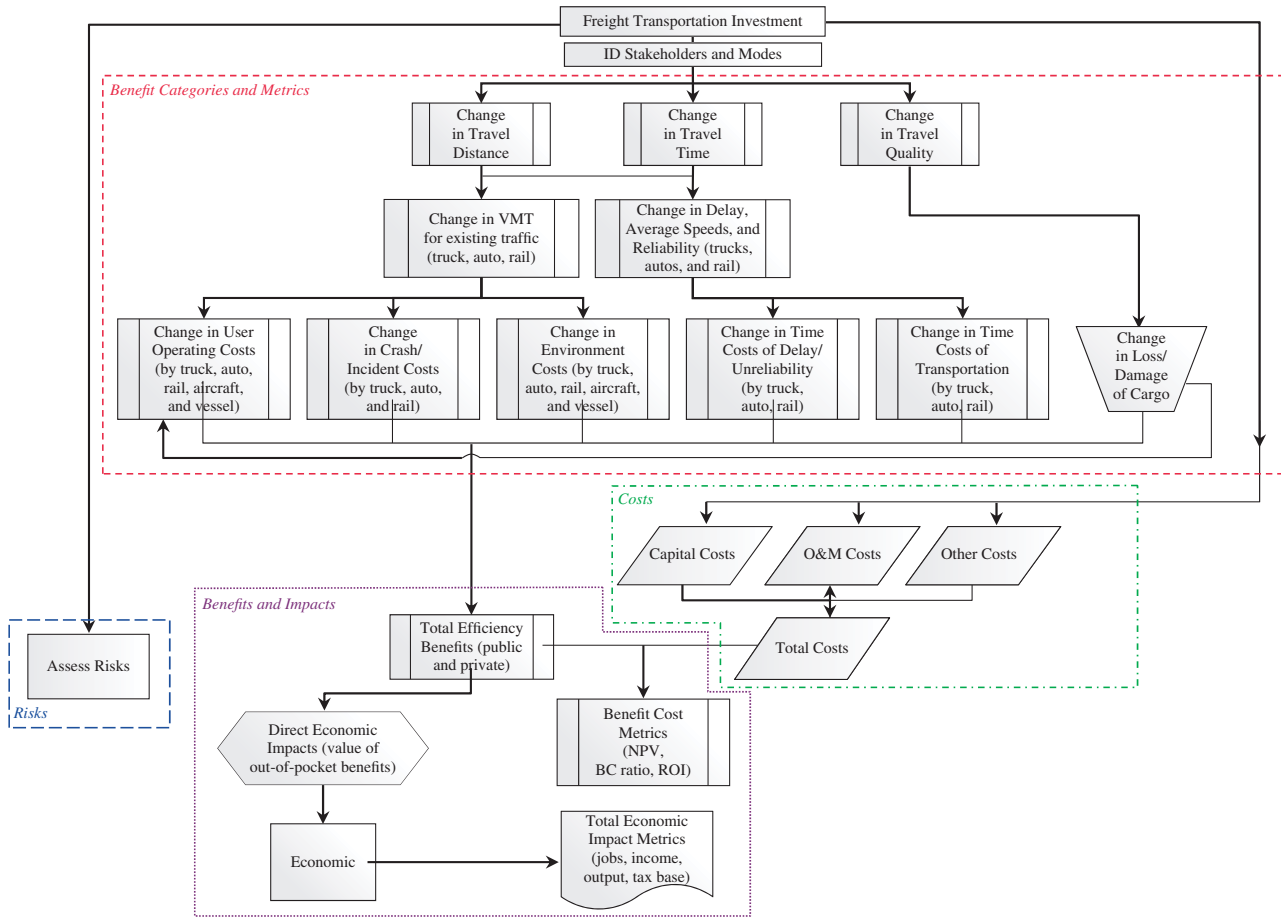 Freight Transportation Investment
ID Stakeholders and Modes
Benefit Categories and Metrics
Change
in Travel
Distance
Change
in Travel
Time
Change
in Travel
Quality
Change in VMT
for existing traffic
(truck, auto, rail)
Change in Delay,
Average Speeds, and
Reliability (trucks,
autos, and rail)
Change in User
Operating Costs
(by truck, auto,
rail, aircraft,
and vessel)
Change
in Crash/
Incident Costs
(by truck, auto,
and rail)
Change in
Environment
Costs (by truck,
auto, rail, aircraft,
and vessel)
Change in Time
Costs of Delay/
Unreliability
(by truck,
auto, rail)
Change in Time
Costs of
Transportation
(by truck,
auto, rail)
Change
in Loss/
Damage
of Cargo
Costs
Capital Costs
O&M Costs
Other Costs
Total Costs
Benefits and Impacts
Total Efficiency
Benefits (public
and private)
Assess Risks
Risks
Direct Economic
Impacts (value of
out-of-pocket benefits)
Benefit Cost
Metrics
(NPV,
BC ratio, ROI)
Economic
Total Economic
Impact Metrics
(jobs, income,
output, tax base)